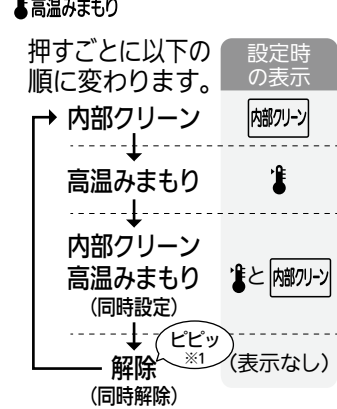 高温みまもり
押すごとに以下の
順に変わります。
設定時
の表示
内部クリーン
内部クリーン
高温みまもり
内部クリーン
高温みまもり
(同時設定)
と 内部クリーン
ピピッ
※1
解除
(同時解除)
(表示なし)